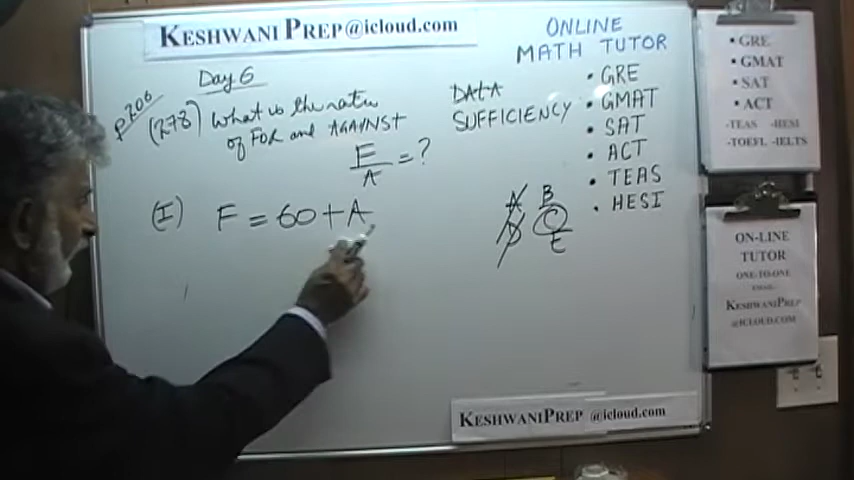 KESHWANI PREP@icloud.com
Day 6
p206
(278) What is the ratio
of FOR and AGAINST
F/A = ?
(I) F = 60 + A
DATA
SUFFICIENCY
A B
D C
E
ONLINE
MATH TUTOR
• GRE
• GMAT
• SAT
• ACT
• TEAS
• HESI
KESHWANIPREP @icloud.com
• GRE
• GMAT
• SAT
• ACT
-TEAS -HESI
-TOEFL -IELTS
ON-LINE
TUTOR
ONE-TO-ONE
EMAIL
KESHWANIPREP
@ICLOUD.COM